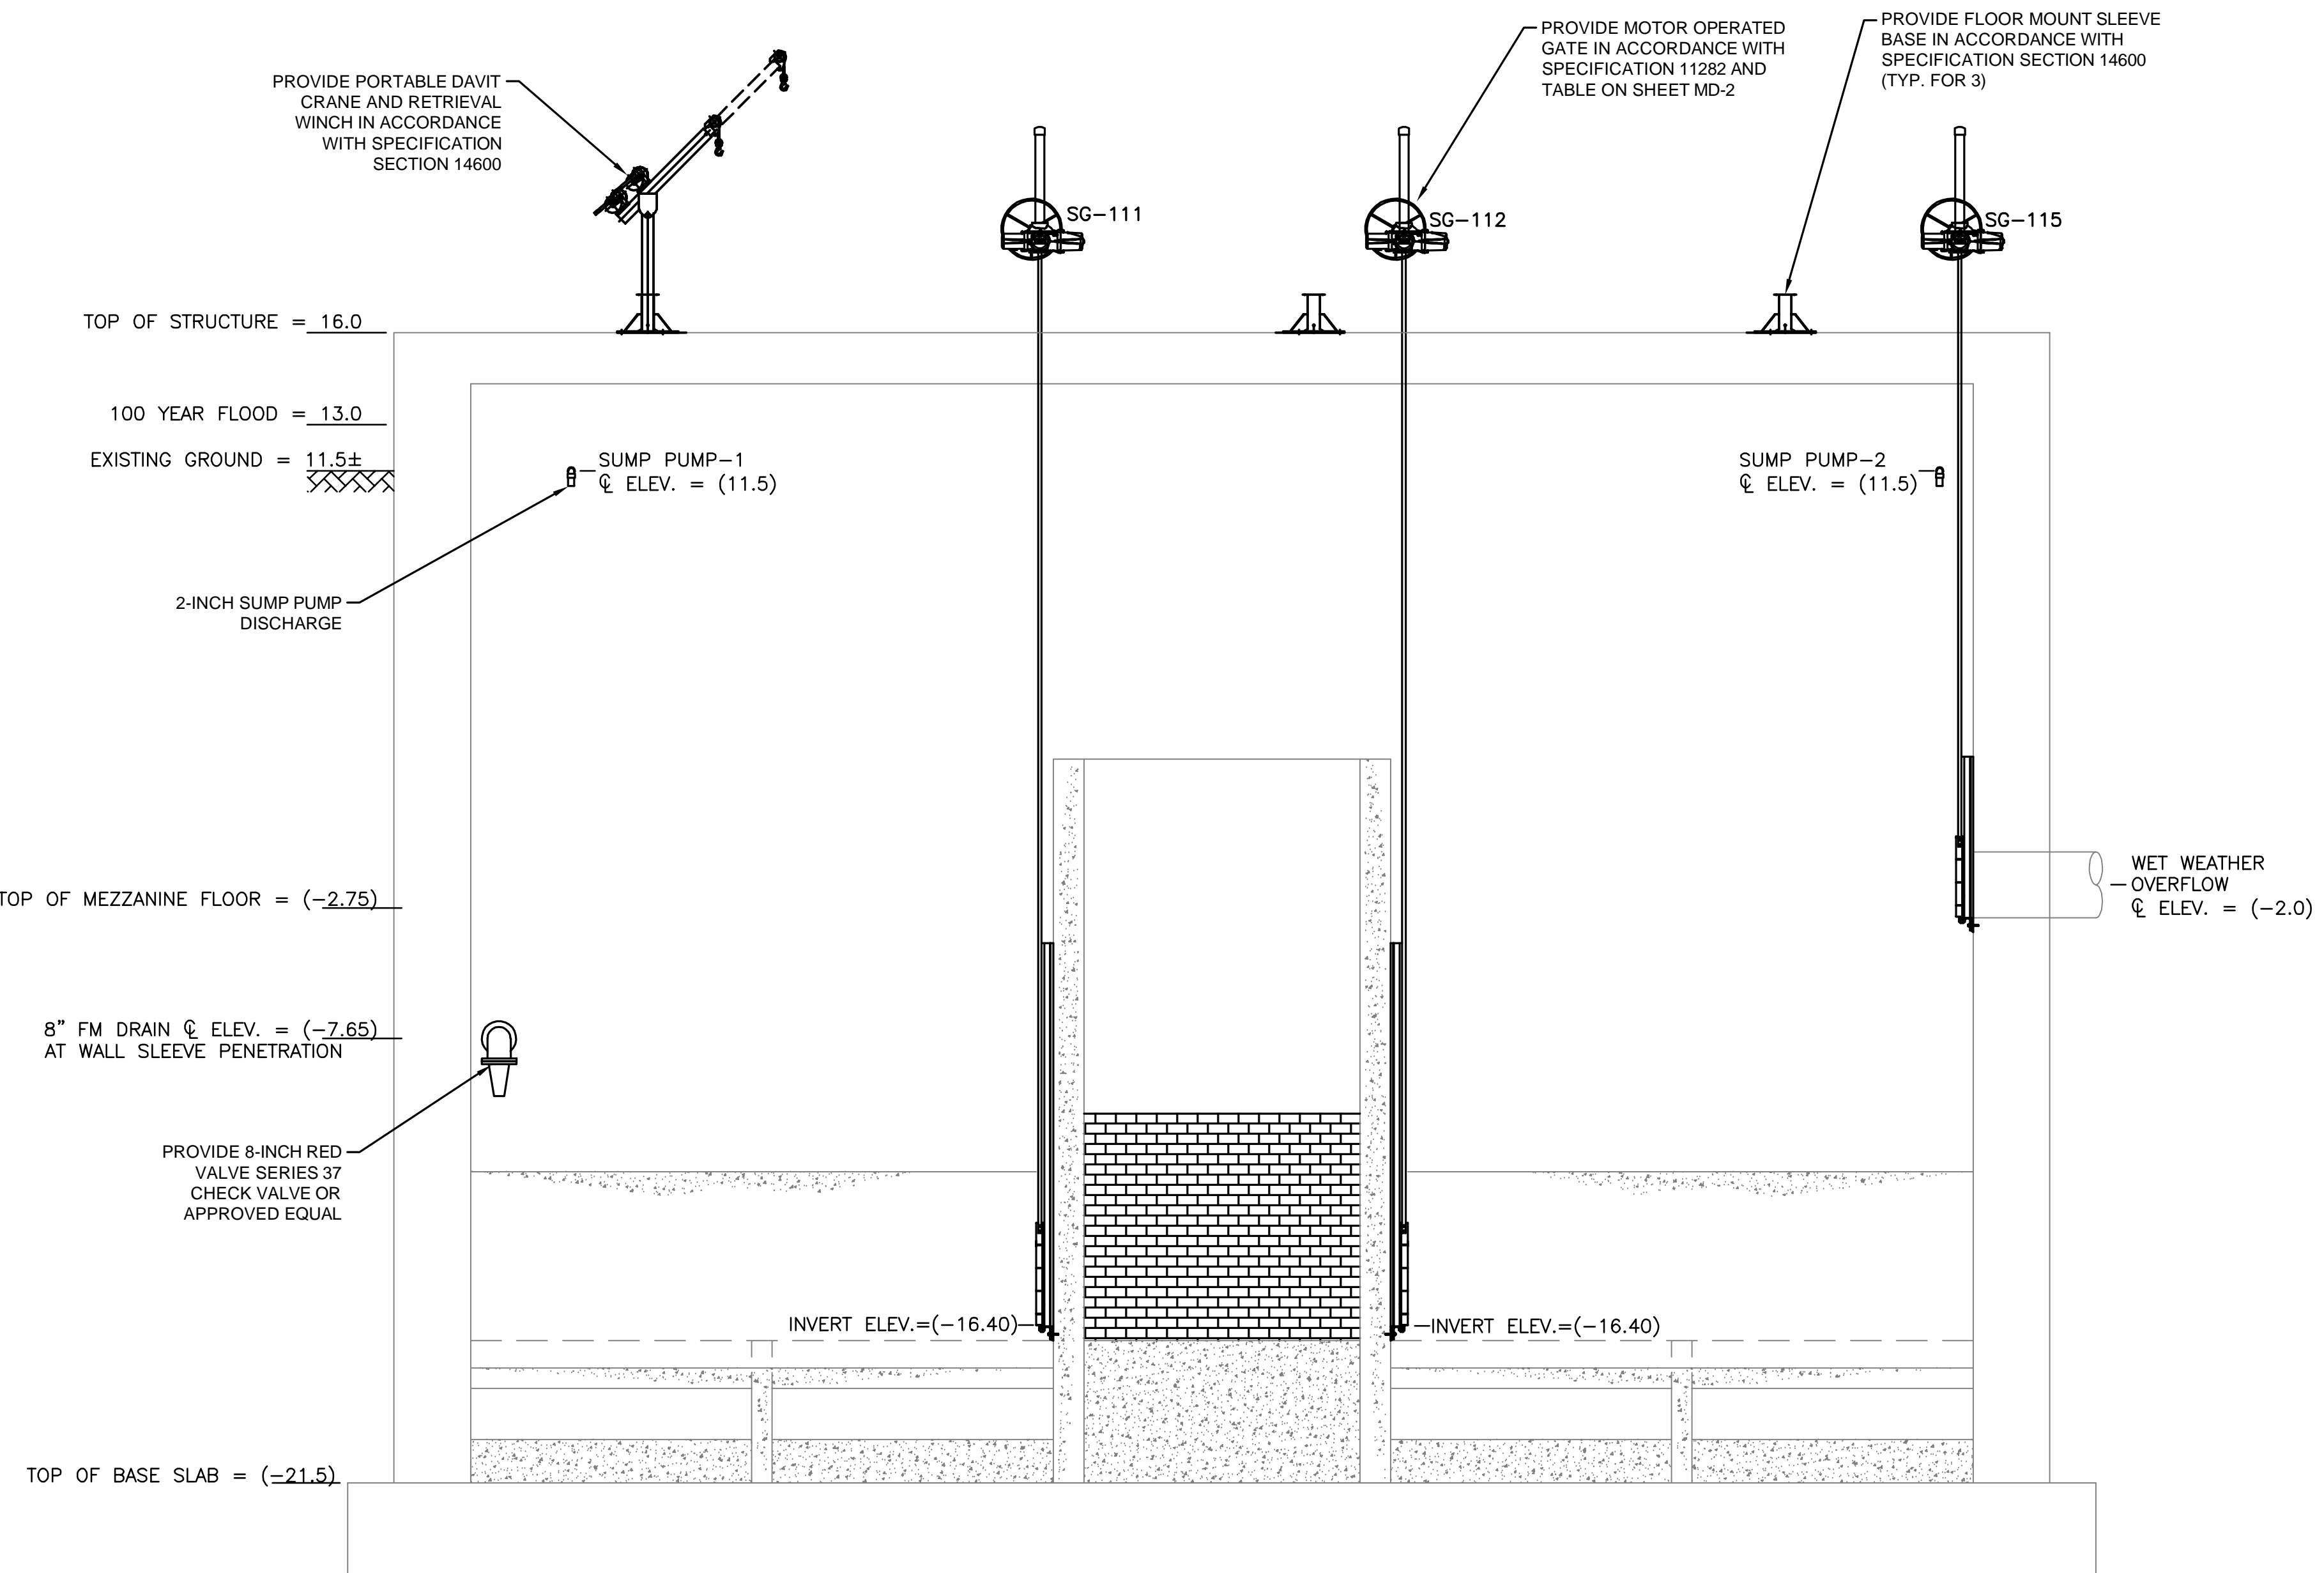 PROVIDE PORTABLE DAVIT
CRANE AND RETRIEVAL
WINCH IN ACCORDANCE
WITH SPECIFICATION
SECTION 14600
PROVIDE MOTOR OPERATED
GATE IN ACCORDANCE WITH
SPECIFICATION 11282 AND
TABLE ON SHEET MD-2
PROVIDE FLOOR MOUNT SLEEVE
BASE IN ACCORDANCE WITH
SPECIFICATION SECTION 14600
(TYP. FOR 3)
SG-111
SG-112
SG-115
TOP OF STRUCTURE = 16.0
100 YEAR FLOOD = 13.0
EXISTING GROUND = 11.5±
SUMP PUMP-1
℄ ELEV. = (11.5)
SUMP PUMP-2
℄ ELEV. = (11.5)
2-INCH SUMP PUMP
DISCHARGE
TOP OF MEZZANINE FLOOR = (-2.75)
WET WEATHER
OVERFLOW
℄ ELEV. = (-2.0)
8" FM DRAIN ℄ ELEV. = (-7.65)
AT WALL SLEEVE PENETRATION
PROVIDE 8-INCH RED
VALVE SERIES 37
CHECK VALVE OR
APPROVED EQUAL
INVERT ELEV.=(-16.40)
INVERT ELEV.=(-16.40)
TOP OF BASE SLAB = (-21.5)